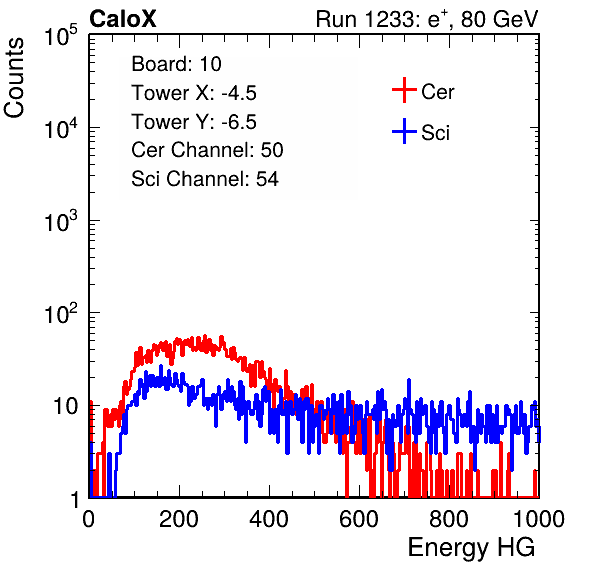 CaloX
Run 1233: e⁺, 80 GeV
Counts
Board: 10
Tower X: -4.5
Tower Y: -6.5
Cer Channel: 50
Sci Channel: 54
Cer
Sci
10⁵
10⁴
10³
10²
10
1
0 200 400 600 800 1000
Energy HG